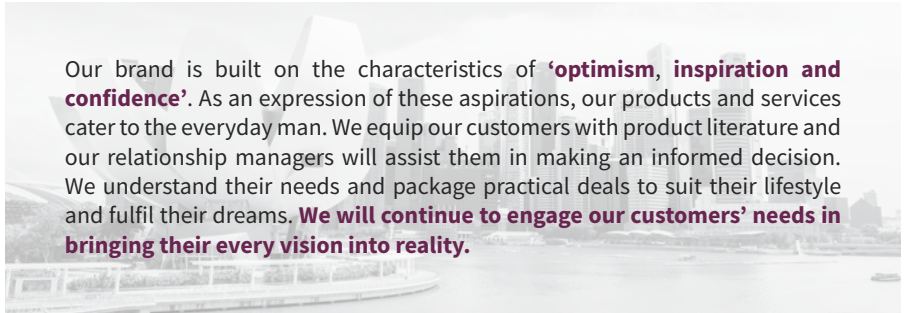 Our brand is built on the characteristics of ‘optimism, inspiration and
confidence’. As an expression of these aspirations, our products and services
cater to the everyday man. We equip our customers with product literature and
our relationship managers will assist them in making an informed decision.
We understand their needs and package practical deals to suit their lifestyle
and fulfil their dreams. We will continue to engage our customers’ needs in
bringing their every vision into reality.